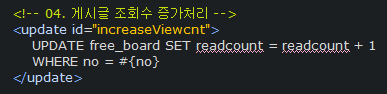 <!-- 04. 게시글 조회수 증가처리 -->
<update id="increaseViewcnt">
UPDATE free_board SET readcount = readcount + 1
WHERE no = #{no}
</update>